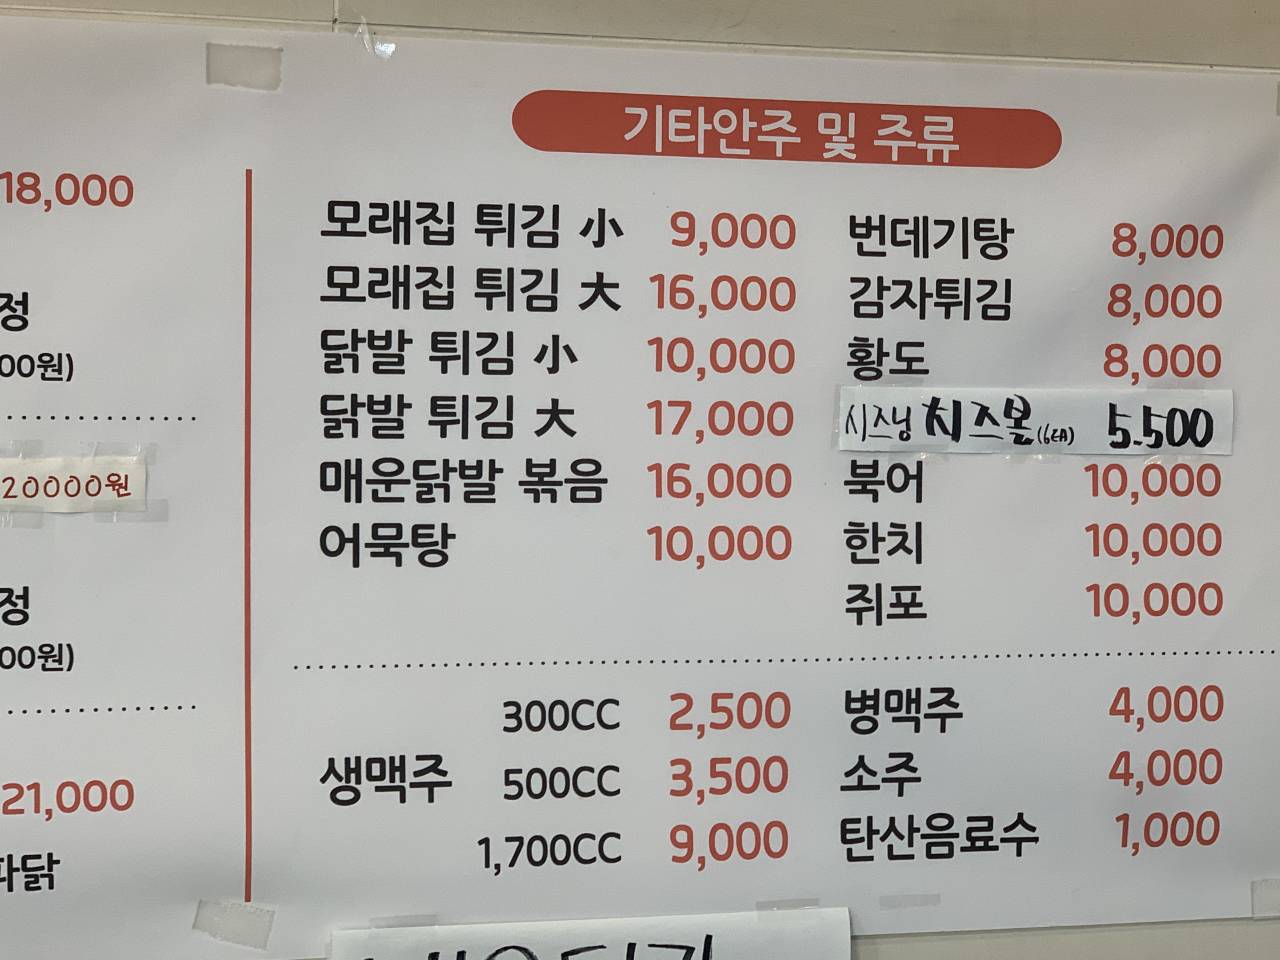 18,000
정
00원)
20000원
정
00원)
21,000
파닭
기타안주 및 주류
모래집 튀김 小 9,000
모래집 튀김 大 16,000
닭발 튀김 小 10,000
닭발 튀김 大 17,000
매운닭발 볶음 16,000
어묵탕 10,000
번데기탕 8,000
감자튀김 8,000
황도 8,000
시즈닝 치즈볼(6EA) 5.500
북어 10,000
한치 10,000
쥐포 10,000
생맥주
300CC 2,500
500CC 3,500
1,700CC 9,000
병맥주 4,000
소주 4,000
탄산음료수 1,000